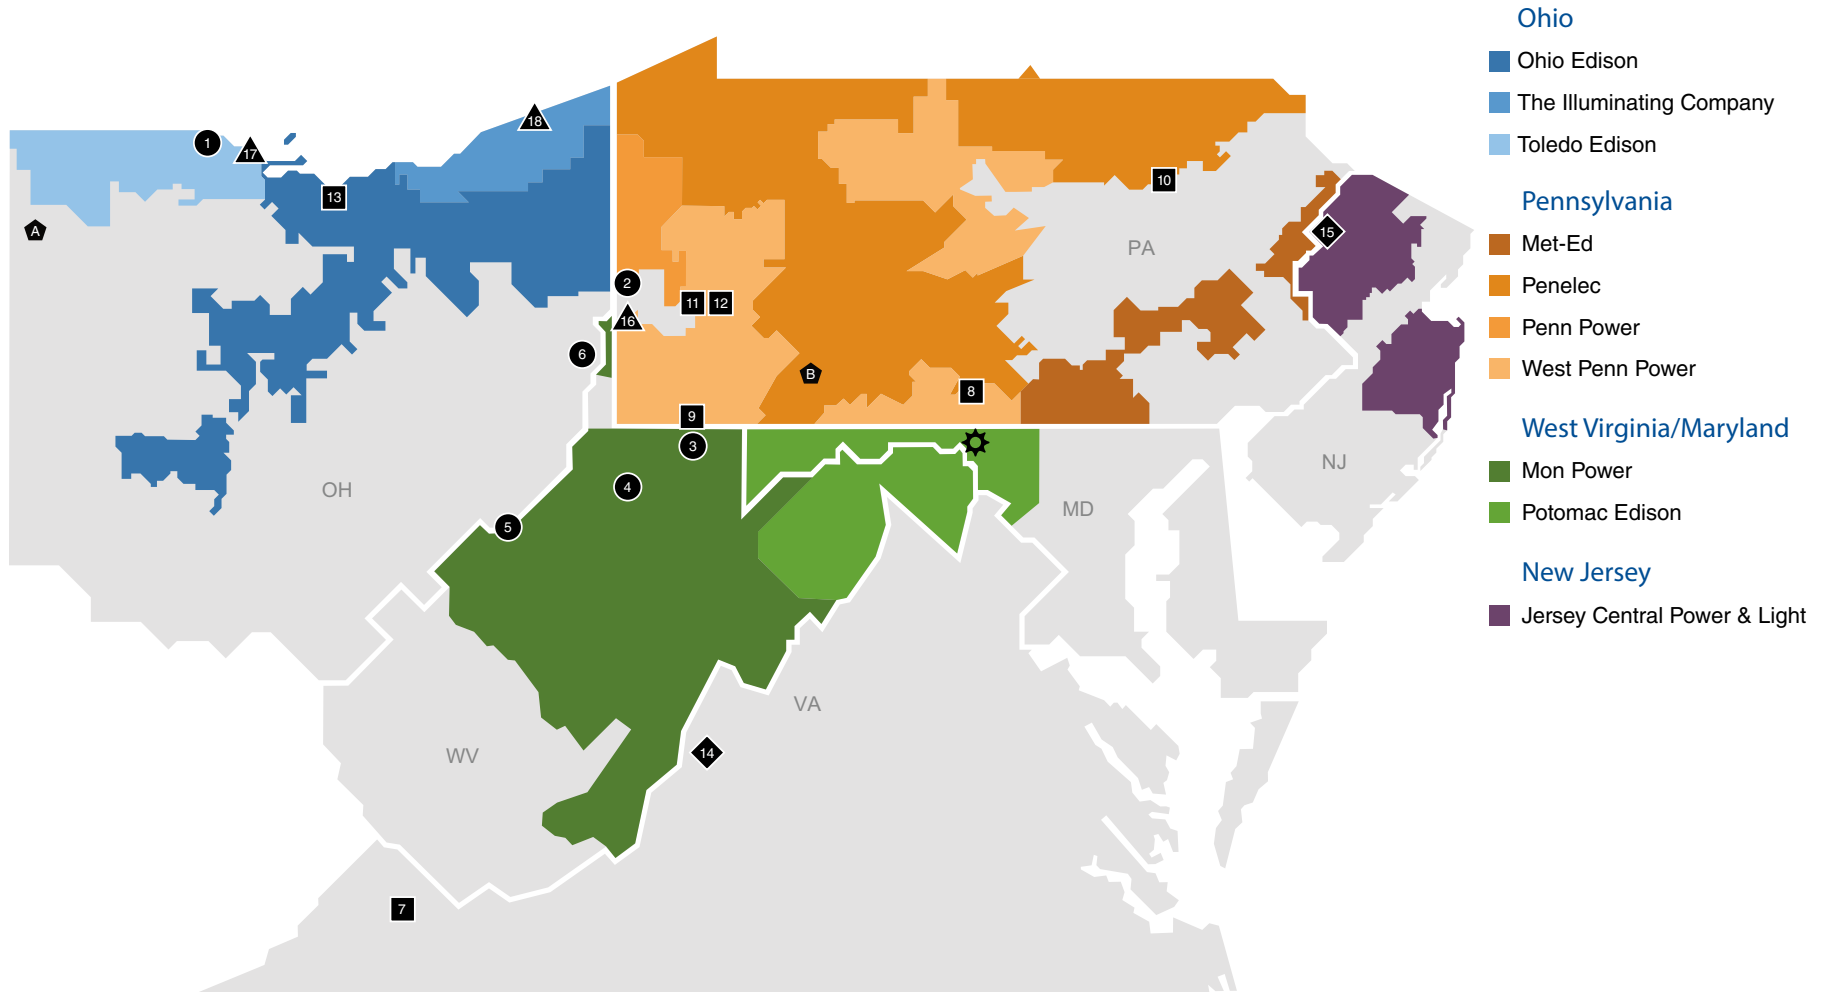 Ohio
Ohio Edison
The Illuminating Company
Toledo Edison
Pennsylvania
Met-Ed
Penelec
Penn Power
West Penn Power
West Virginia/Maryland
Mon Power
Potomac Edison
New Jersey
Jersey Central Power & Light
18
1
17
13
10
A
15
PA
2
11 12
16
6
B
8
9
3
NJ
4
OH
MD
5
VA
WV
14
7